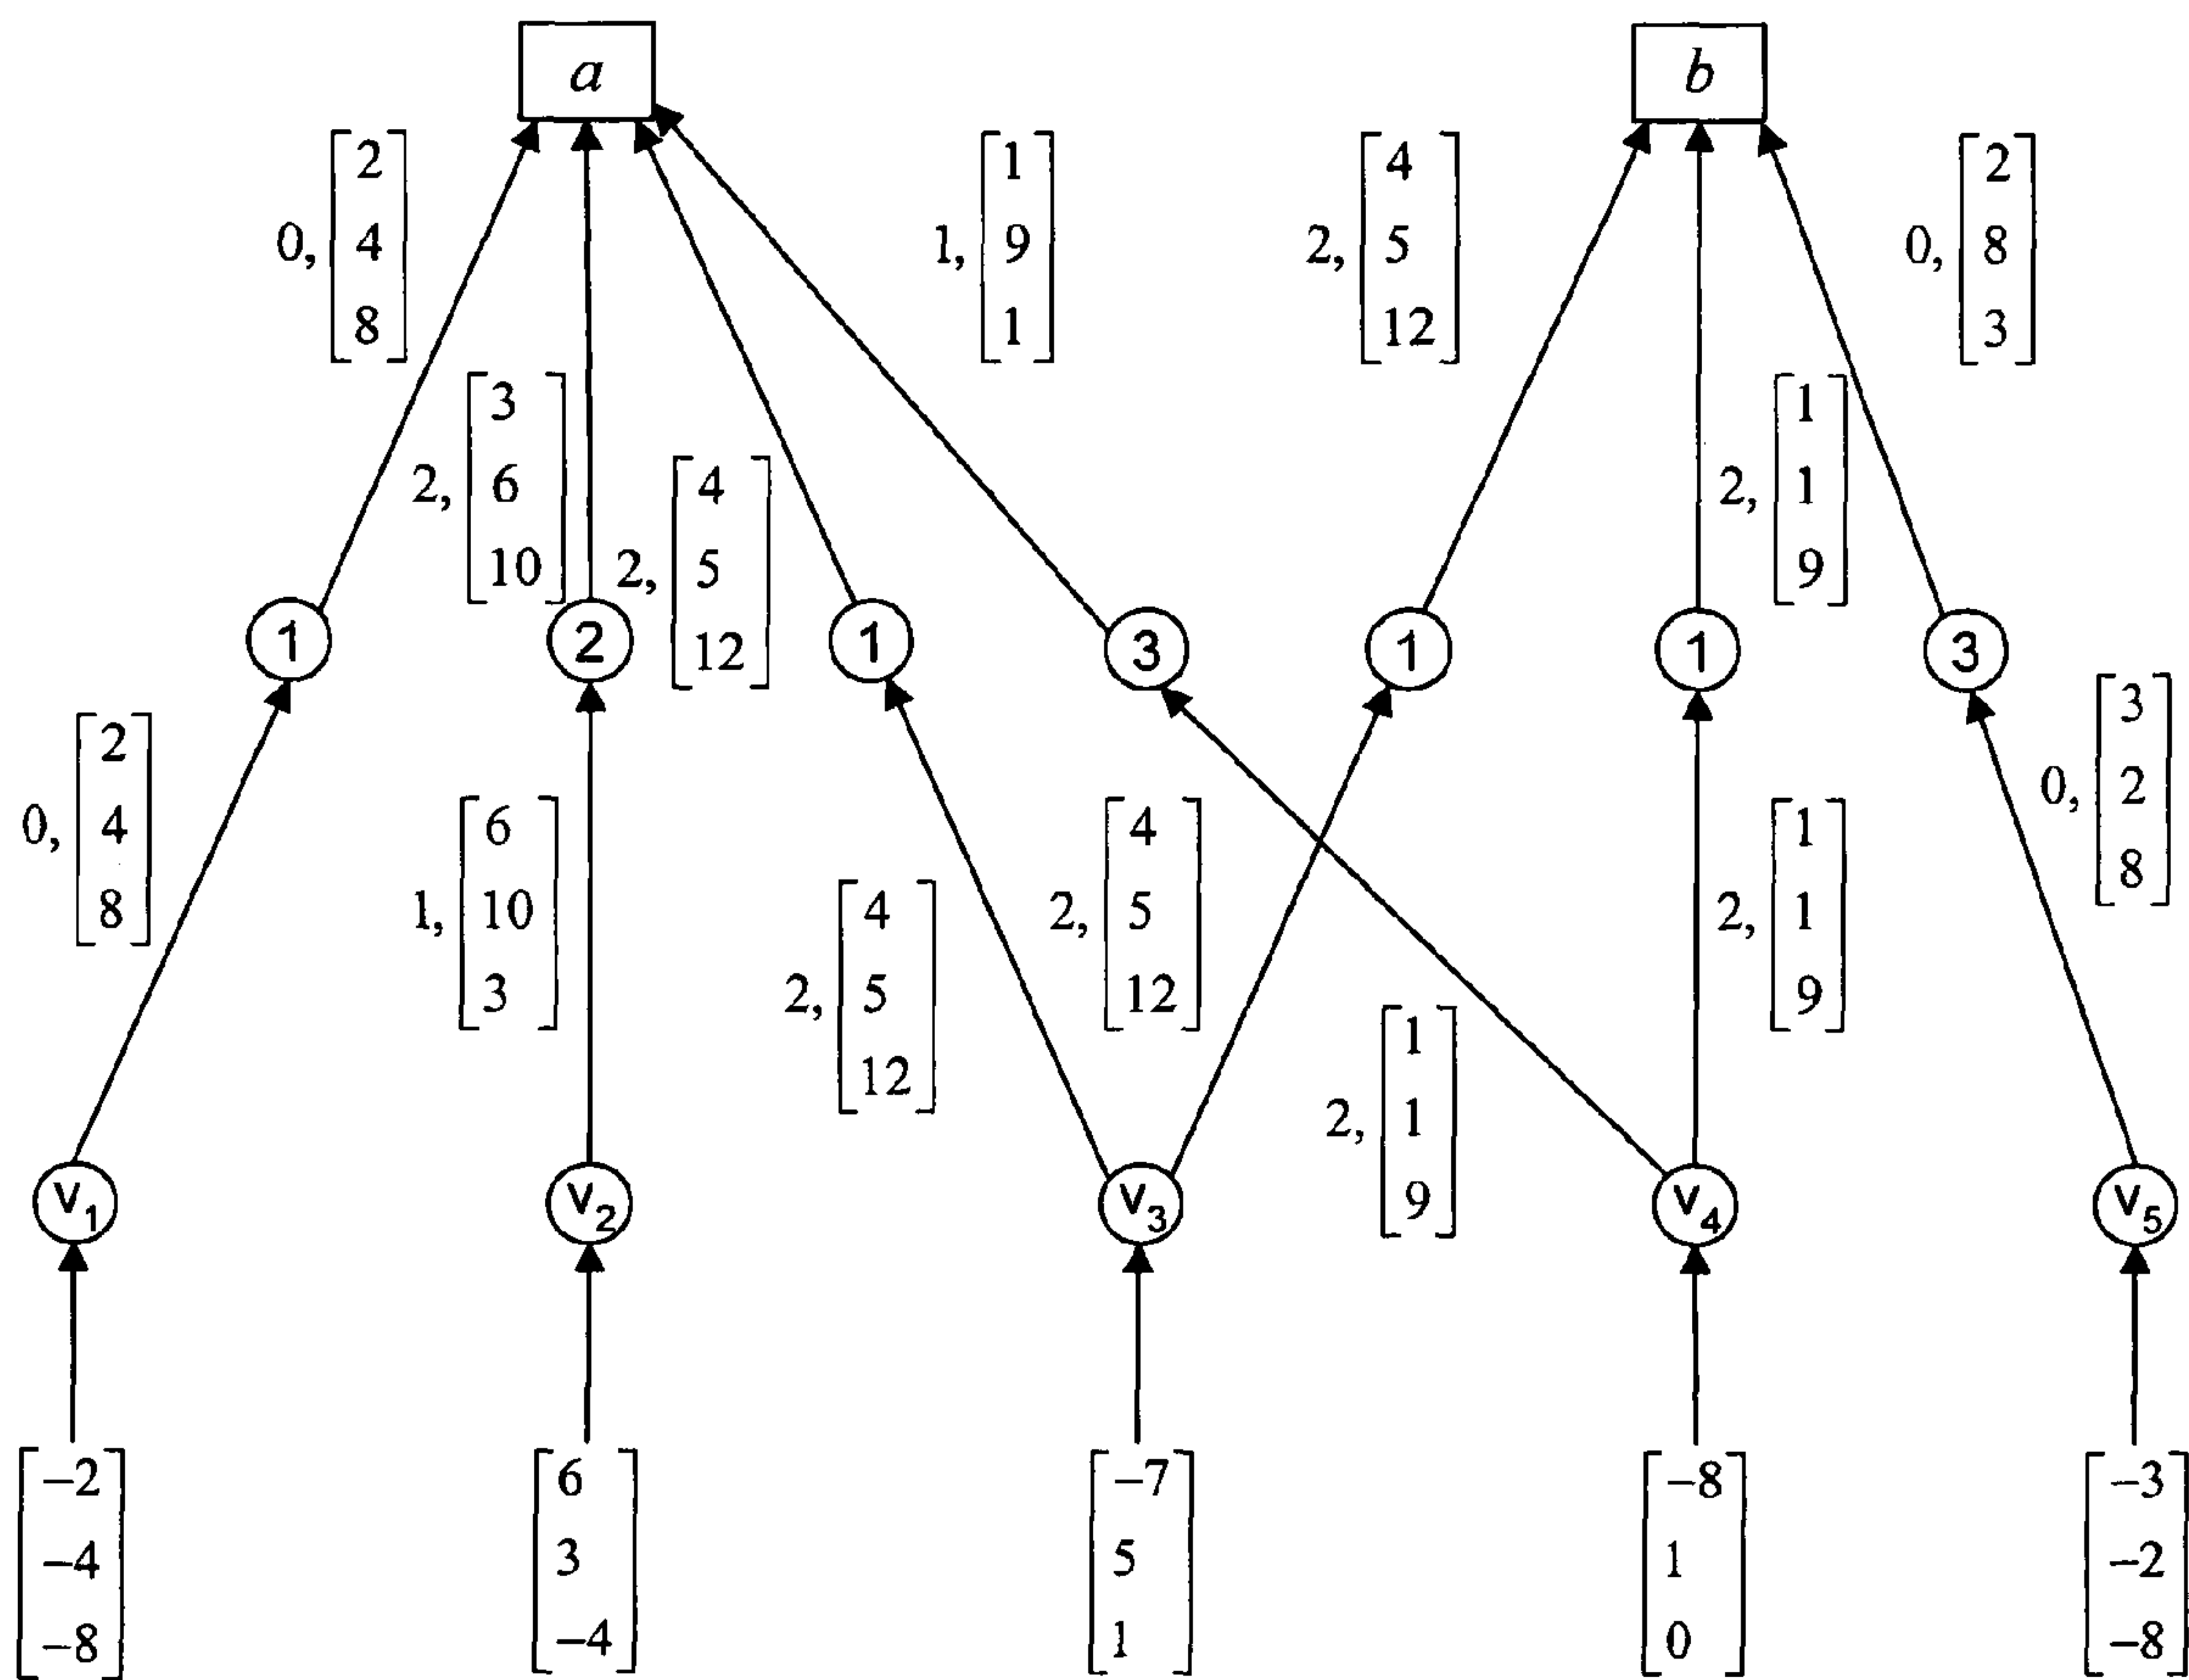 a
b
0, [2 4 8]
1, [1 9 1]
2, [4 5 12]
0, [2 8 3]
2, [3 6 10]
2, [4 5 12]
2, [1 1 9]
1
2
1
3
1
1
3
0, [2 4 8]
1, [6 10 3]
2, [4 5 12]
2, [4 5 12]
2, [1 1 9]
2, [1 1 9]
0, [3 2 8]
v1
v2
v3
v4
v5
[−2 −4 −8]
[6 3 −4]
[−7 5 1]
[−8 1 0]
[−3 −2 −8]